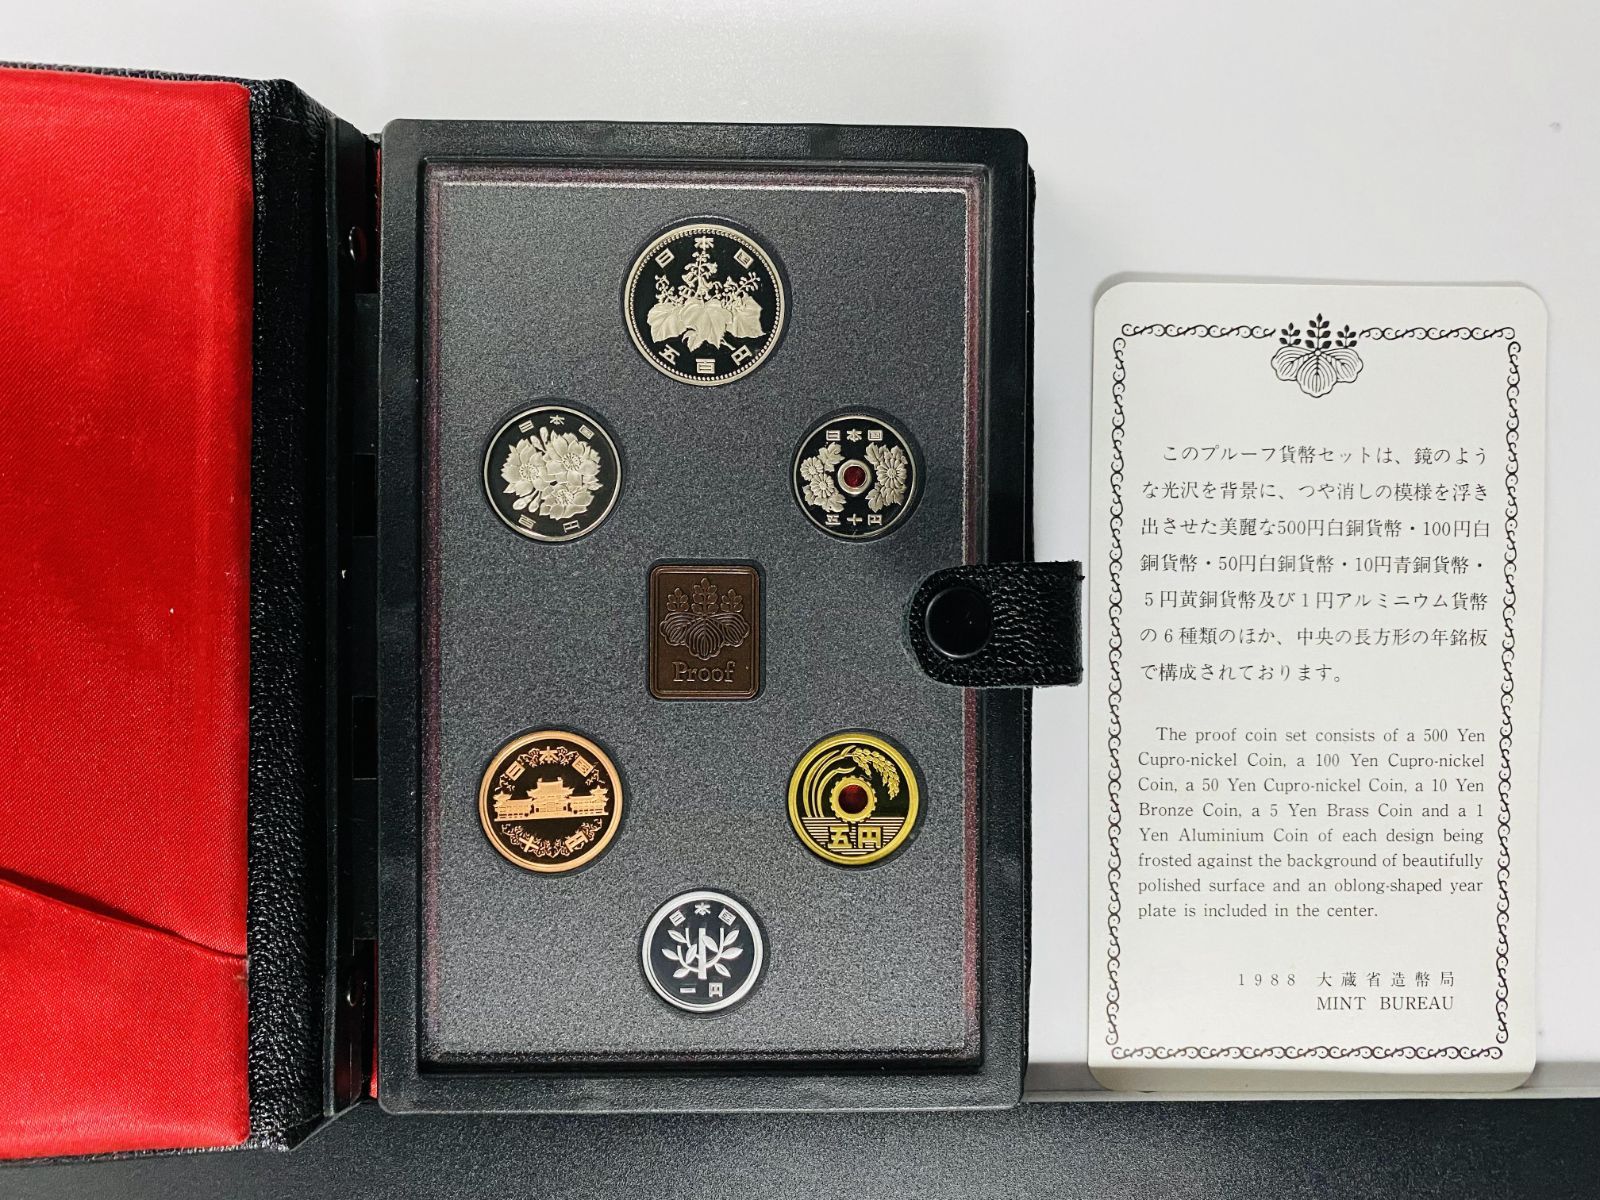 日本国
五百円
日本国
百円
日本国
五十円
Proof
日本国
十円
五円
日本国
一円
このプルーフ貨幣セットは、鏡のよう
な光沢を背景に、つや消しの模様を浮き
出させた美麗な500円白銅貨幣・100円白
銅貨幣・50円白銅貨幣・10円青銅貨幣・
5円黄銅貨幣及び1円アルミニウム貨幣
の6種類のほか、中央の長方形の年銘板
で構成されております。
The proof coin set consists of a 500 Yen
Cupro-nickel Coin, a 100 Yen Cupro-nickel
Coin, a 50 Yen Cupro-nickel Coin, a 10 Yen
Bronze Coin, a 5 Yen Brass Coin and a 1
Yen Aluminium Coin of each design being
frosted against the background of beautifully
polished surface and an oblong-shaped year
plate is included in the center.
1988 大蔵省造幣局
MINT BUREAU